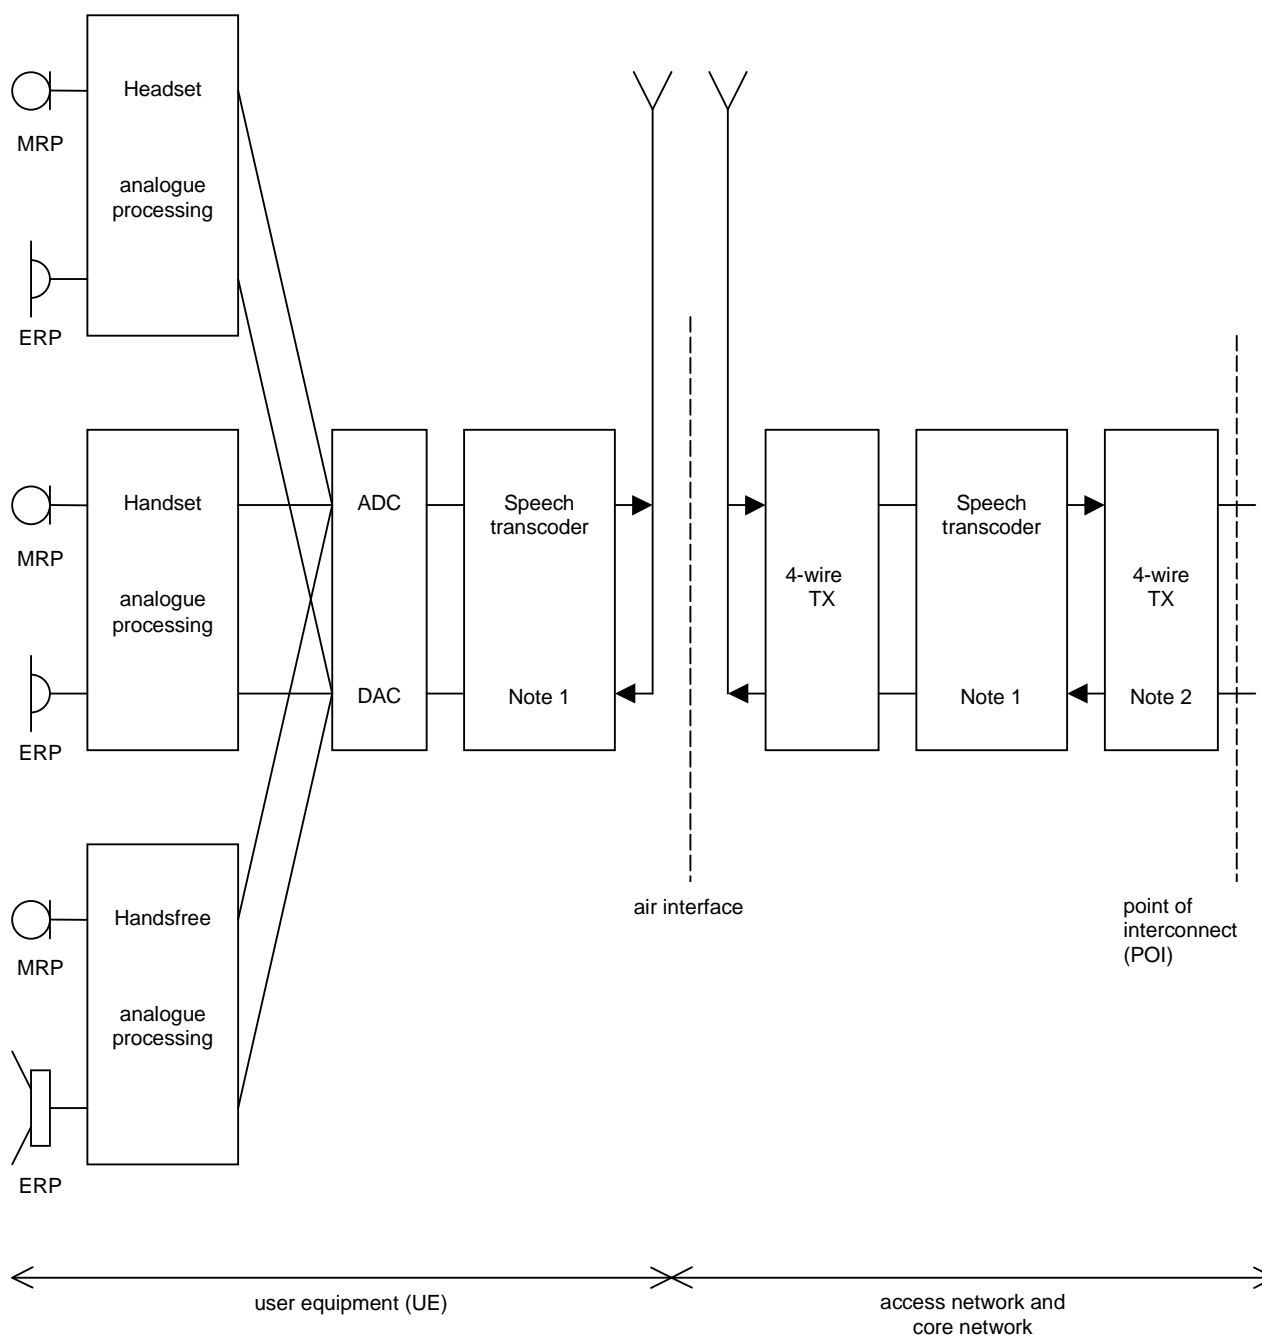 Headset
MRP
analogue
processing
ERP
Handset
ADC
Speech
transcoder
Speech
transcoder
MRP
4-wire
TX
4-wire
TX
analogue
processing
DAC
Note 1
Note 1
Note 2
ERP
air interface
point of
interconnect
(POI)
Handsfree
MRP
analogue
processing
ERP
user equipment (UE)
access network and
core network